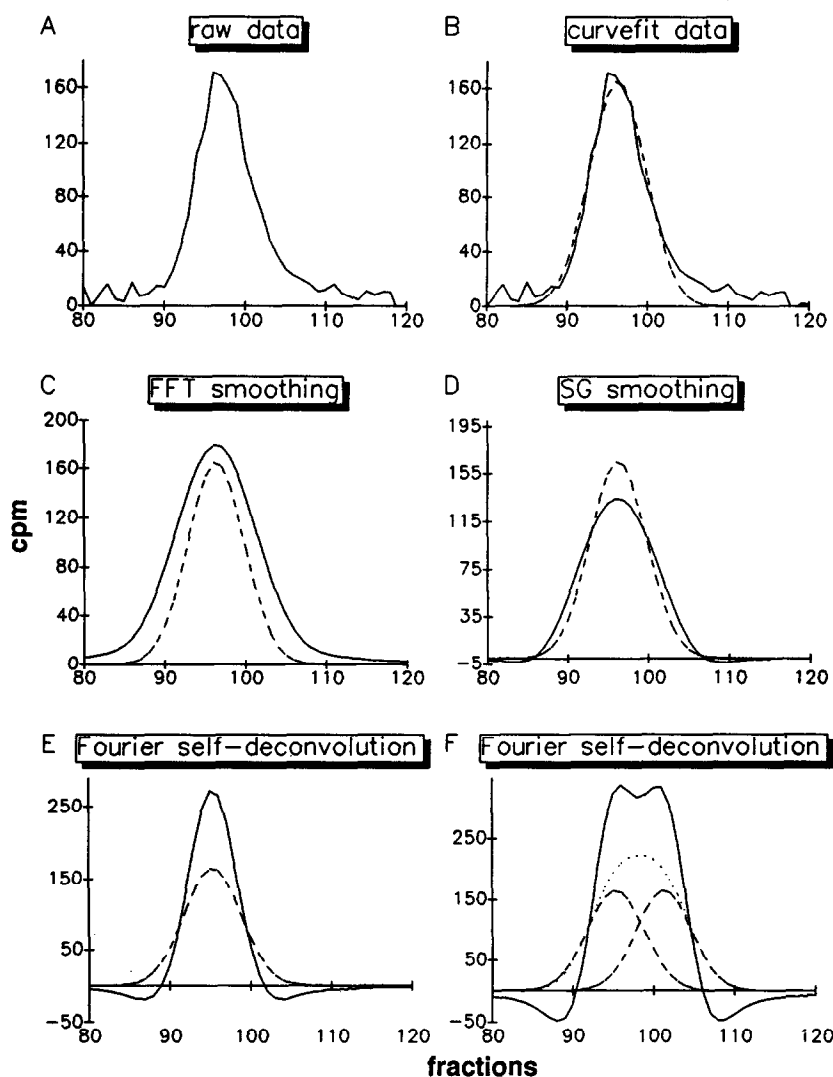 A raw data
B curvefit data
160
120
80
40
0
80 90 100 110 120
160
120
80
40
0
80 90 100 110 120
C FFT smoothing
D SG smoothing
200
160
120
80
40
0
80 90 100 110 120
195
155
115
75
35
-5
80 90 100 110 120
cpm
E Fourier self-deconvolution
F Fourier self-deconvolution
250
150
50
-50
80 90 100 110 120
250
150
50
-50
80 90 100 110 120
fractions